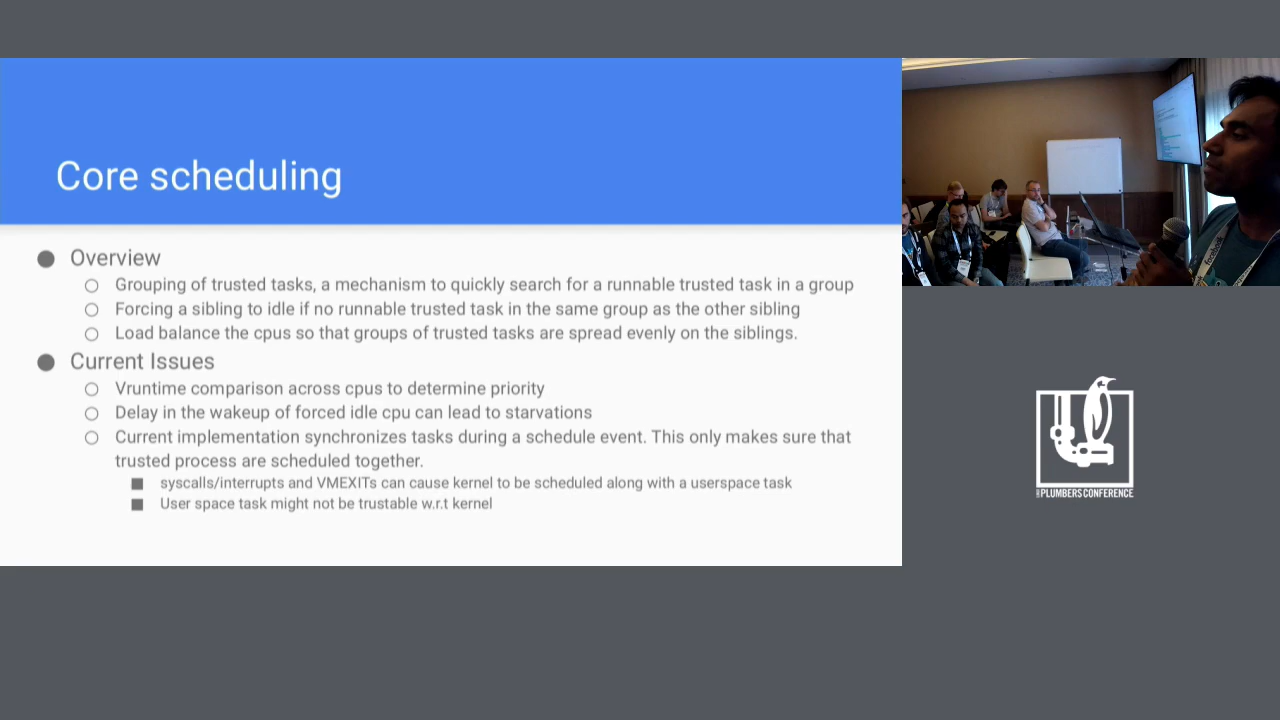 Core scheduling
Overview
Grouping of trusted tasks, a mechanism to quickly search for a runnable trusted task in a group
Forcing a sibling to idle if no runnable trusted task in the same group as the other sibling
Load balance the cpus so that groups of trusted tasks are spread evenly on the siblings.
Current Issues
Vruntime comparison across cpus to determine priority
Delay in the wakeup of forced idle cpu can lead to starvations
Current implementation synchronizes tasks during a schedule event. This only makes sure that
trusted process are scheduled together.
syscalls/interrupts and VMEXITs can cause kernel to be scheduled along with a userspace task
User space task might not be trustable w.r.t kernel
facebook
PLUMBERS CONFERENCE